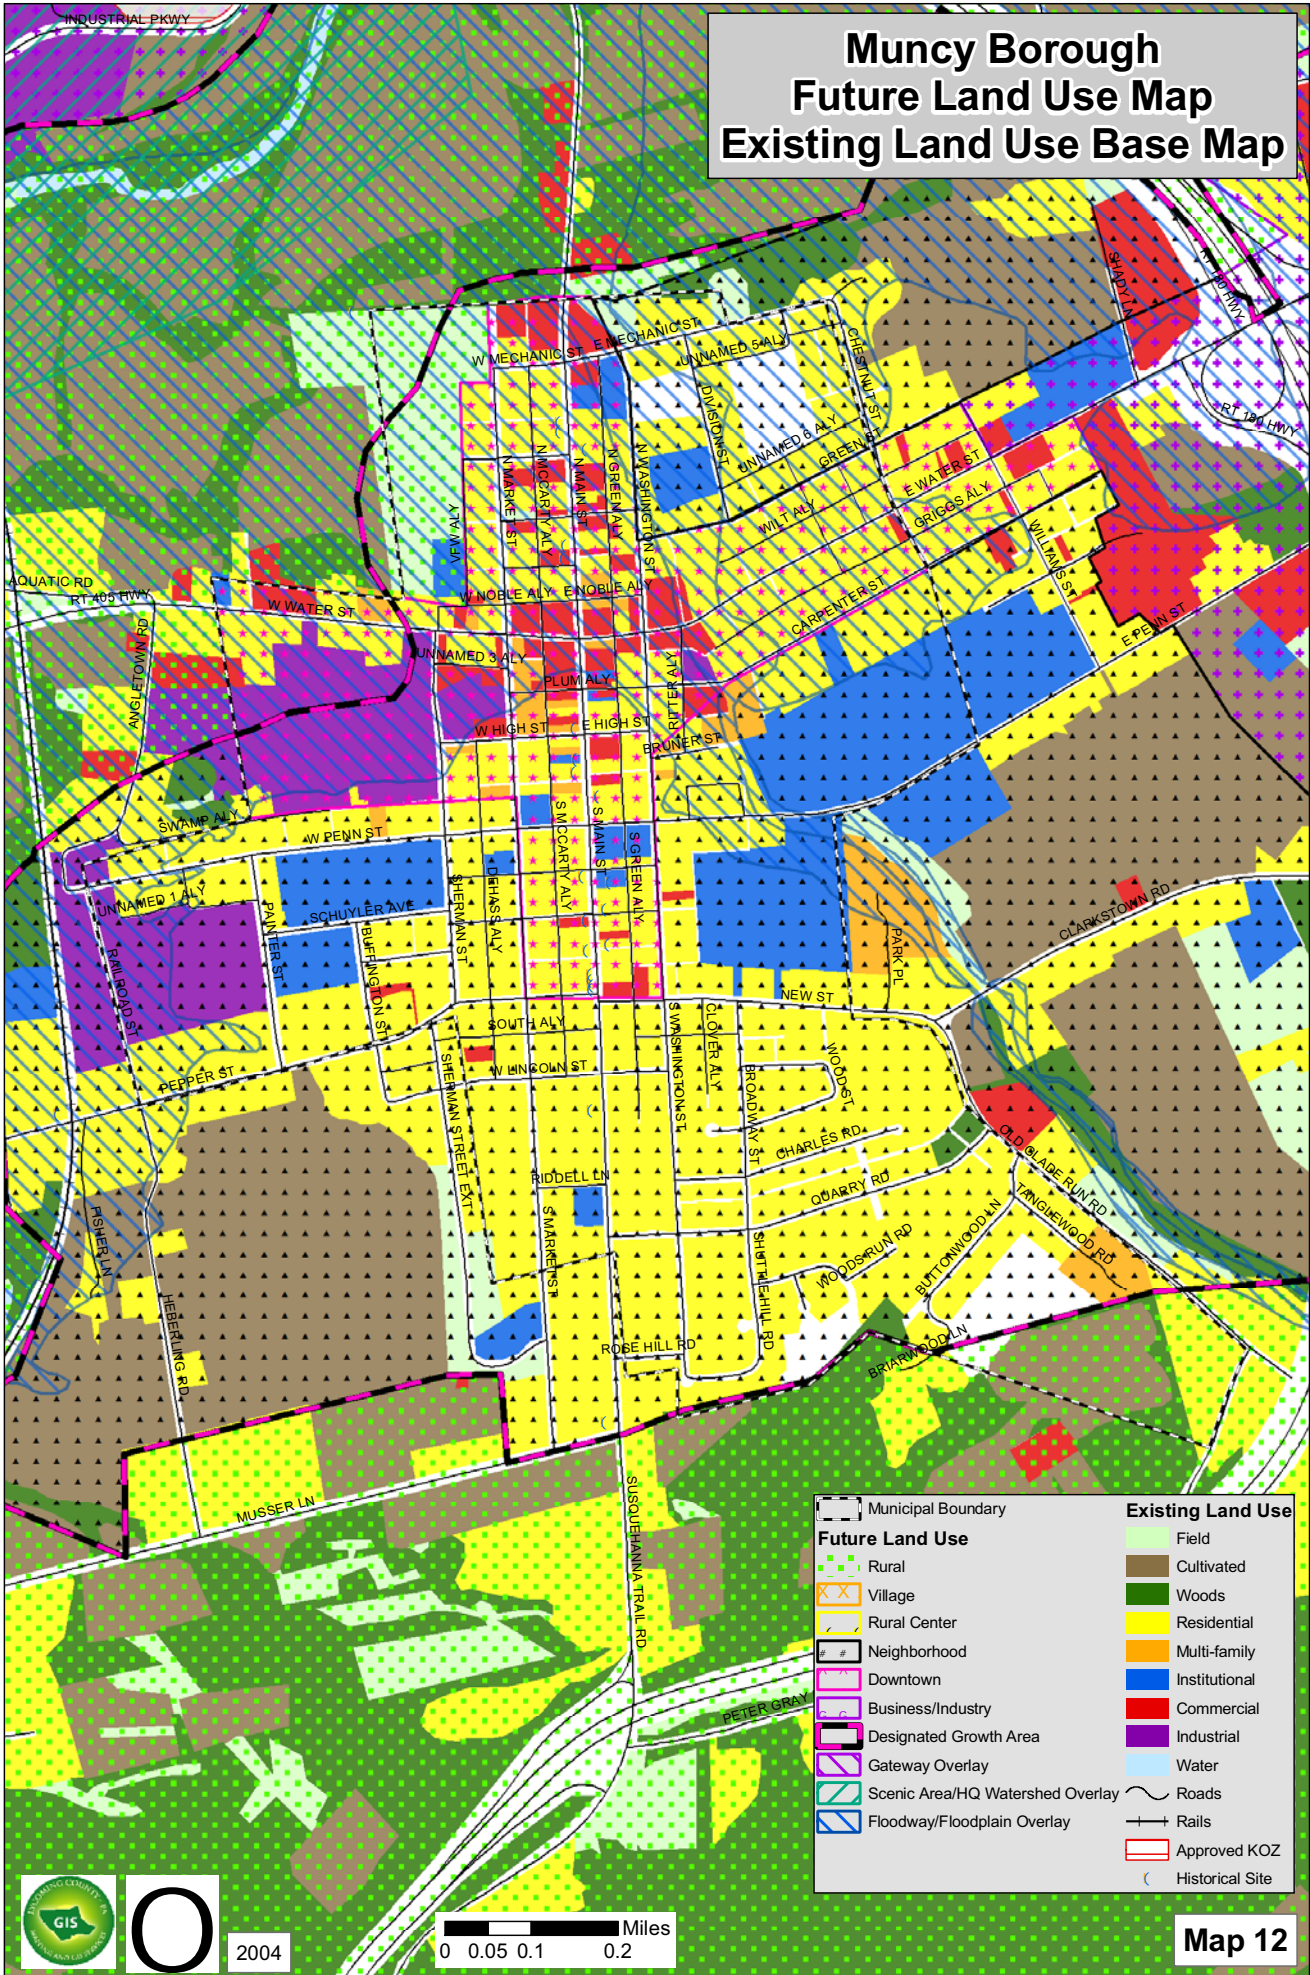 Muncy Borough
Future Land Use Map
Existing Land Use Base Map
INDUSTRIAL PKWY
SHADY LN
RT 180 HWY
RT 180 HWY
W MECHANIC ST
E MECHANIC ST
UNNAMED 5 ALY
CHESTNUT ST
DIVISION ST
UNNAMED 6 ALY
GREEN ST
N MARKET ST
N MCCARTY ALY
N MAIN ST
N GREEN ALY
N WASHINGTON ST
VFW ALY
WILT ALY
E WATER ST
GRIGGS ALY
WILLIAMS ST
CARPENTER ST
E PENN ST
AQUATIC RD
RT 405 HWY
W WATER ST
W NOBLE ALY
E NOBLE ALY
ANGLETOWN RD
UNNAMED 3 ALY
PLUM ALY
RITTER ALY
W HIGH ST
E HIGH ST
BRUNER ST
SWAMP ALY
W PENN ST
S MCCARTY ALY
S MAIN ST
S GREEN ALY
UNNAMED 1 ALY
SCHUYLER AVE
SHERMAN ST
DEHASS ALY
PAINTER ST
BUFFINGTON ST
RAILROAD ST
CLARKSTOWN RD
PARK PL
NEW ST
SOUTH ALY
W LINCOLN ST
PEPPER ST
SHERMAN STREET EXT
S WASHINGTON ST
CLOVER ALY
BROADWAY ST
WOOD ST
CHARLES RD
QUARRY RD
OLD GLADE RUN RD
TANGLEWOOD RD
RIDDELL LN
S MARKET ST
SHUTTLE HILL RD
WOODS RUN RD
BUTTONWOOD LN
FISHER LN
HEBERLING RD
ROSE HILL RD
BRIARWOOD LN
MUSSER LN
SUSQUEHANNA TRAIL RD
PETER GRAY
Municipal Boundary
Future Land Use
Rural
Village
Rural Center
Neighborhood
Downtown
Business/Industry
Designated Growth Area
Gateway Overlay
Scenic Area/HQ Watershed Overlay
Floodway/Floodplain Overlay
Existing Land Use
Field
Cultivated
Woods
Residential
Multi-family
Institutional
Commercial
Industrial
Water
Roads
Rails
Approved KOZ
Historical Site
LYCOMING COUNTY, PA
GIS
O
2004
Miles
0 0.05 0.1 0.2
Map 12